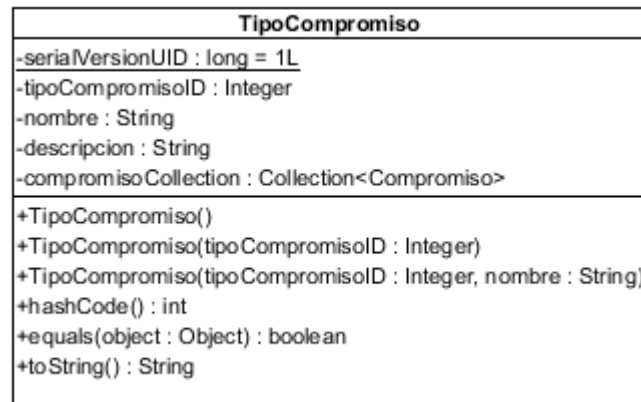 TipoCompromiso
-serialVersionUID : long = 1L
-tipoCompromisoID : Integer
-nombre : String
-descripcion : String
-compromisoCollection : Collection<Compromiso>
+TipoCompromiso()
+TipoCompromiso(tipoCompromisoID : Integer)
+TipoCompromiso(tipoCompromisoID : Integer, nombre : String)
+hashCode() : int
+equals(object : Object) : boolean
+toString() : String